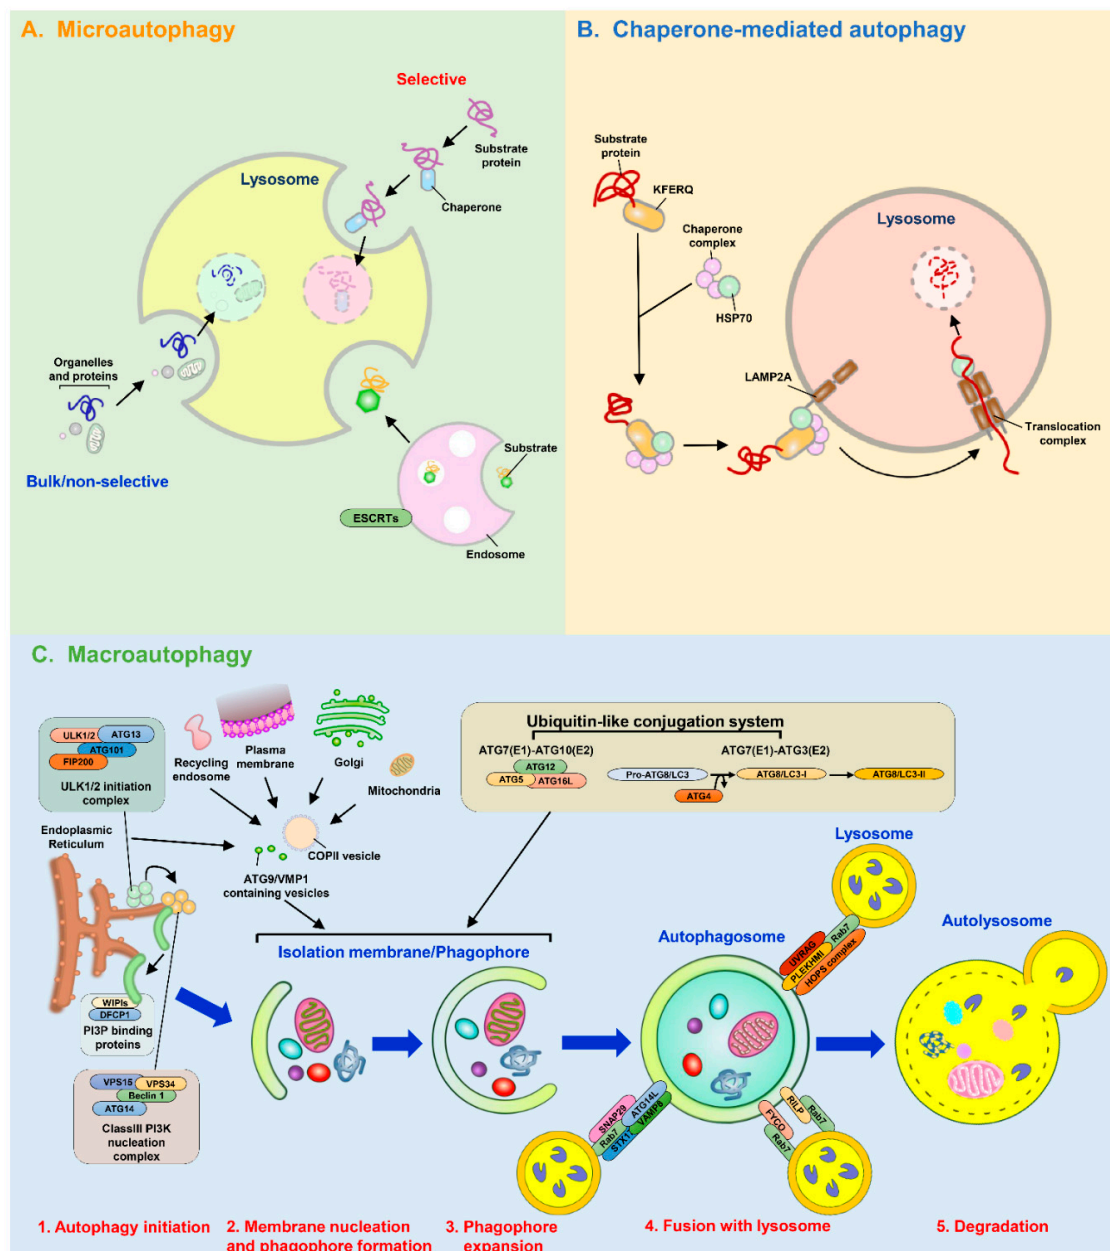 A. Microautophagy
Selective
Substrate
protein
Lysosome
Chaperone
Organelles
and proteins
Bulk/non-selective
Substrate
ESCRTs
Endosome
B. Chaperone-mediated autophagy
Substrate
protein
KFERQ
Chaperone
complex
HSP70
Lysosome
LAMP2A
Translocation
complex
C. Macroautophagy
ULK1/2
ATG13
ATG101
FIP200
ULK1/2 initiation
complex
Recycling
endosome
Plasma
membrane
Golgi
Mitochondria
COPII vesicle
ATG9/VMP1
containing vesicles
Endoplasmic
Reticulum
Ubiquitin-like conjugation system
ATG7(E1)-ATG10(E2)
ATG12
ATG5
ATG16L
ATG7(E1)-ATG3(E2)
Pro-ATG8/LC3
ATG8/LC3-I
ATG8/LC3-II
ATG4
WIPIs
DFCP1
PI3P binding
proteins
VPS15
VPS34
Beclin 1
ATG14
ClassIII PI3K
nucleation
complex
Isolation membrane/Phagophore
Autophagosome
Lysosome
Autolysosome
UVRAG
Rab7
PLEKHMI
HOPS complex
SNAP29
ATG14L
Rab7
VAMP8
STX17
RILP
Rab7
FYCO
Rab7
1. Autophagy initiation
2. Membrane nucleation
and phagophore formation
3. Phagophore
expansion
4. Fusion with lysosome
5. Degradation